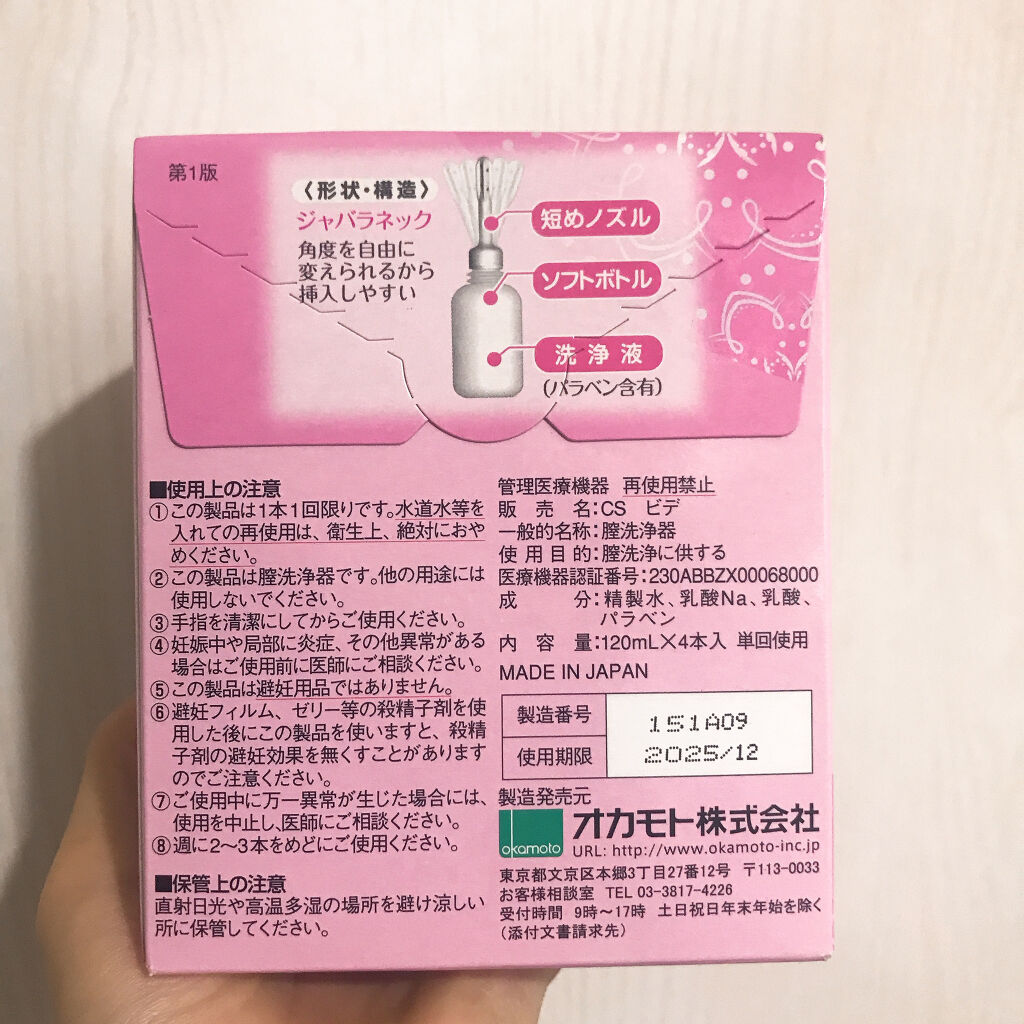 第1版
〈形状・構造〉
ジャバラネック
角度を自由に
変えられるから
挿入しやすい
短めノズル
ソフトボトル
洗浄液
(パラベン含有)
■使用上の注意
①この製品は1本1回限りです。水道水等を
入れての再使用は、衛生上、絶対におや
めください。
②この製品は膣洗浄器です。他の用途には
使用しないでください。
③手指を清潔にしてからご使用ください。
④妊娠中や局部に炎症、その他異常がある
場合はご使用前に医師にご相談ください。
⑤この製品は避妊用品ではありません。
⑥避妊フィルム、ゼリー等の殺精子剤を使
用した後にこの製品を使いますと、殺精
子剤の避妊効果を無くすことがあります
のでご注意ください。
⑦ご使用中に万一異常が生じた場合には、
使用を中止し、医師にご相談ください。
⑧週に2〜3本をめどにご使用ください。
■保管上の注意
直射日光や高温多湿の場所を避け涼しい
所に保管してください。
管理医療機器 再使用禁止
販売名:CS ビデ
一般的名称:膣洗浄器
使用目的:膣洗浄に供する
医療機器認証番号:230ABBZX00068000
成分:精製水、乳酸Na、乳酸、
パラベン
内容量:120mL×4本入 単回使用
MADE IN JAPAN
製造番号 151A09
使用期限 2025/12
製造発売元
okamoto オカモト株式会社
URL: http://www.okamoto-inc.jp
東京都文京区本郷3丁目27番12号 〒113-0033
お客様相談室 TEL 03-3817-4226
受付時間 9時〜17時 土日祝日年末年始を除く
(添付文書請求先)